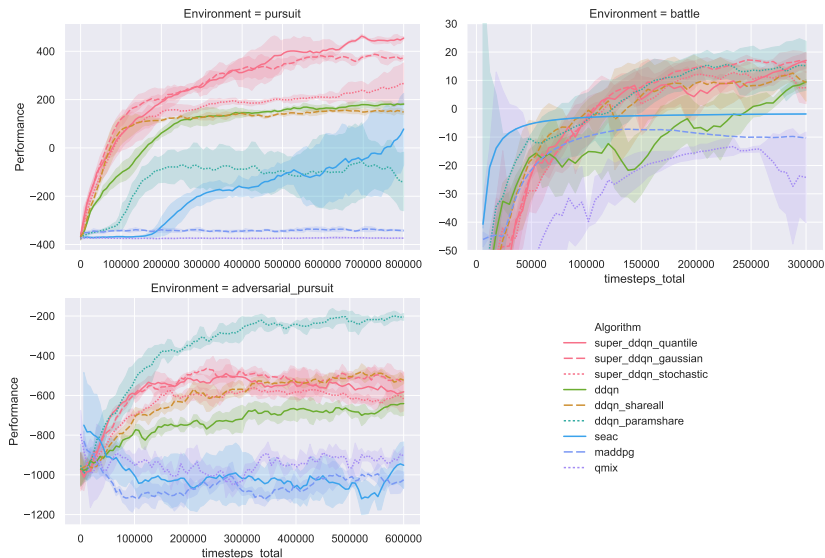 Environment = pursuit
Performance
400
200
0
−200
−400
0 100000 200000 300000 400000 500000 600000 700000 800000
Environment = battle
30
20
10
0
−10
−20
−30
−40
−50
0 50000 100000 150000 200000 250000 300000
timesteps_total
Environment = adversarial_pursuit
Performance
−200
−400
−600
−800
−1000
−1200
0 100000 200000 300000 400000 500000 600000
timesteps_total
Algorithm
super_ddqn_quantile
super_ddqn_gaussian
super_ddqn_stochastic
ddqn
ddqn_shareall
ddqn_paramshare
seac
maddpg
qmix